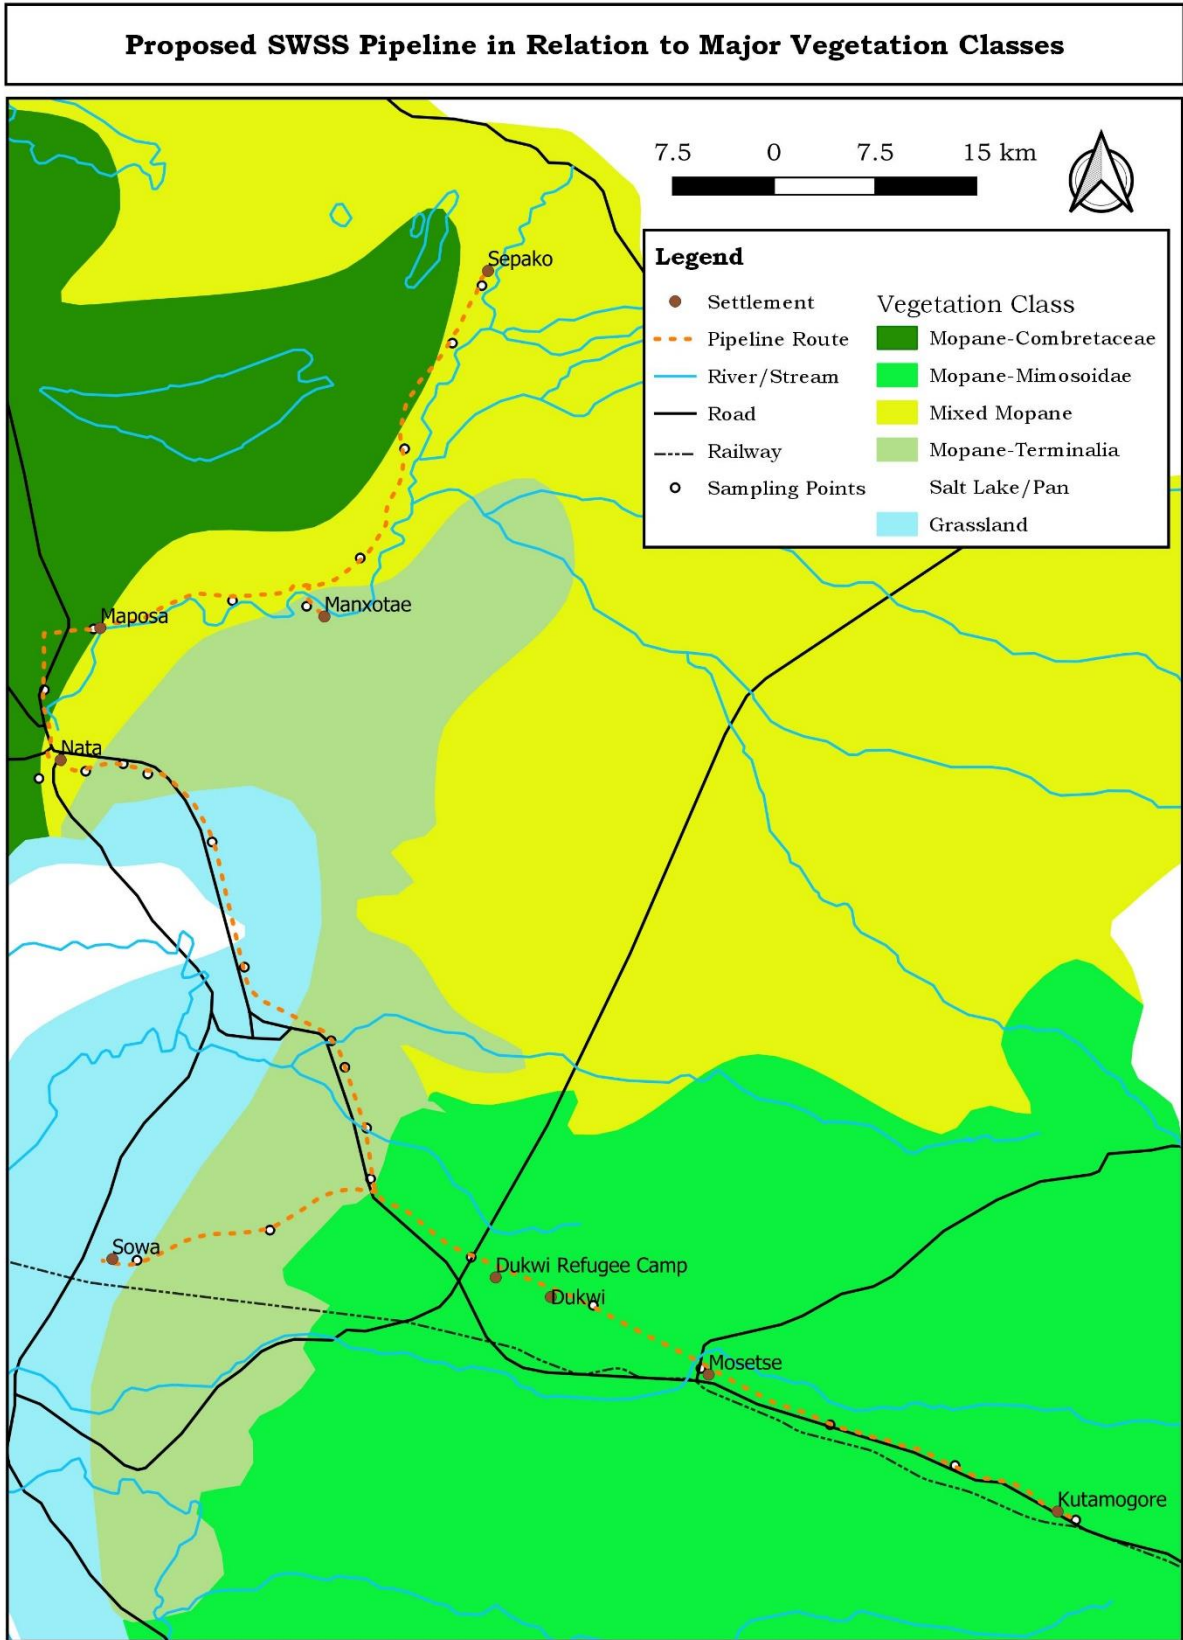 Proposed SWSS Pipeline in Relation to Major Vegetation Classes
7.5 0 7.5 15 km
Legend
Settlement
Pipeline Route
River/Stream
Road
Railway
Sampling Points
Vegetation Class
Mopane-Combretaceae
Mopane-Mimosoidae
Mixed Mopane
Mopane-Terminalia
Salt Lake/Pan
Grassland
Sepako
Manxotae
Maposa
Nata
Sowa
Dukwi Refugee Camp
Dukwi
Mosetse
Kutamogore